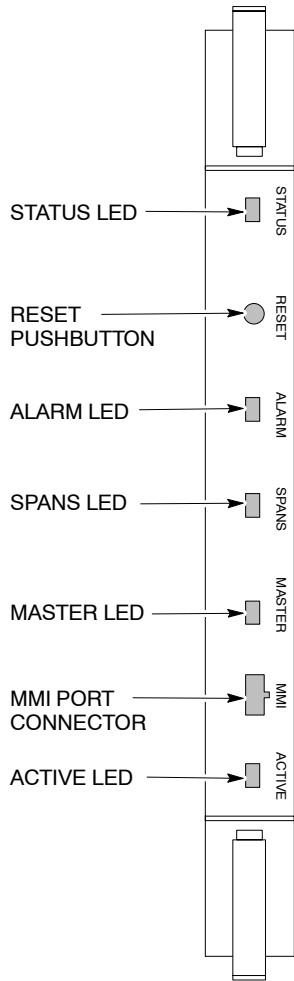 STATUS LED
STATUS
RESET
PUSHBUTTON
RESET
ALARM LED
ALARM
SPANS LED
SPANS
MASTER LED
MASTER
MMI PORT
CONNECTOR
MMI
ACTIVE LED
ACTIVE